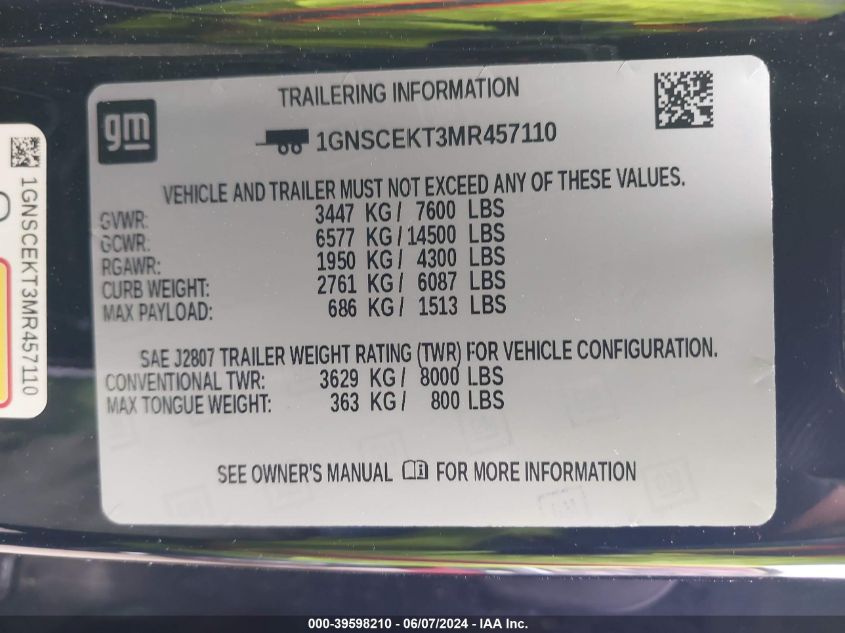 gm
TRAILERING INFORMATION
1GNSCEKT3MR457110
VEHICLE AND TRAILER MUST NOT EXCEED ANY OF THESE VALUES.
GVWR: 3447 KG / 7600 LBS
GCWR: 6577 KG / 14500 LBS
RGAWR: 1950 KG / 4300 LBS
CURB WEIGHT: 2761 KG / 6087 LBS
MAX PAYLOAD: 686 KG / 1513 LBS
SAE J2807 TRAILER WEIGHT RATING (TWR) FOR VEHICLE CONFIGURATION.
CONVENTIONAL TWR: 3629 KG / 8000 LBS
MAX TONGUE WEIGHT: 363 KG / 800 LBS
SEE OWNER'S MANUAL FOR MORE INFORMATION
1GNSCEKT3MR457110
000-39598210 - 06/07/2024 - IAA Inc.